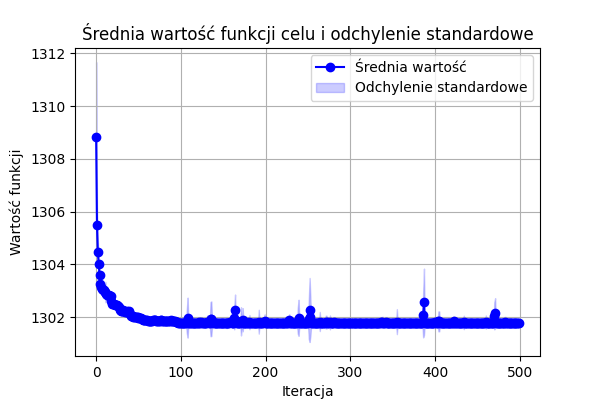 Średnia wartość funkcji celu i odchylenie standardowe
Średnia wartość
Odchylenie standardowe
Wartość funkcji
1312
1310
1308
1306
1304
1302
0 100 200 300 400 500
Iteracja